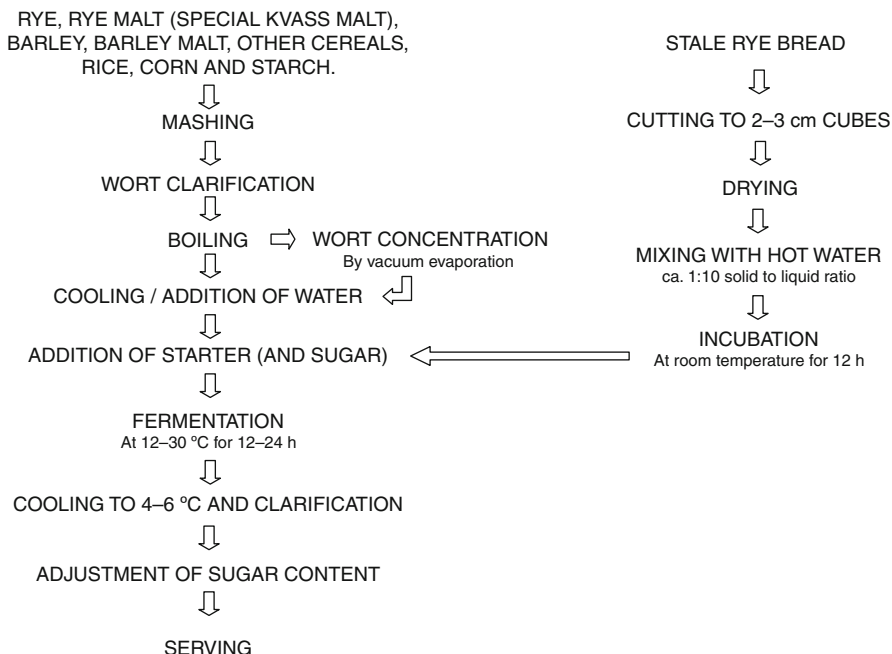 RYE, RYE MALT (SPECIAL KVASS MALT),
BARLEY, BARLEY MALT, OTHER CEREALS,
RICE, CORN AND STARCH.
MASHING
WORT CLARIFICATION
BOILING
WORT CONCENTRATION
By vacuum evaporation
COOLING / ADDITION OF WATER
ADDITION OF STARTER (AND SUGAR)
FERMENTATION
At 12–30 ºC for 12–24 h
COOLING TO 4–6 ºC AND CLARIFICATION
ADJUSTMENT OF SUGAR CONTENT
SERVING
STALE RYE BREAD
CUTTING TO 2–3 cm CUBES
DRYING
MIXING WITH HOT WATER
ca. 1:10 solid to liquid ratio
INCUBATION
At room temperature for 12 h